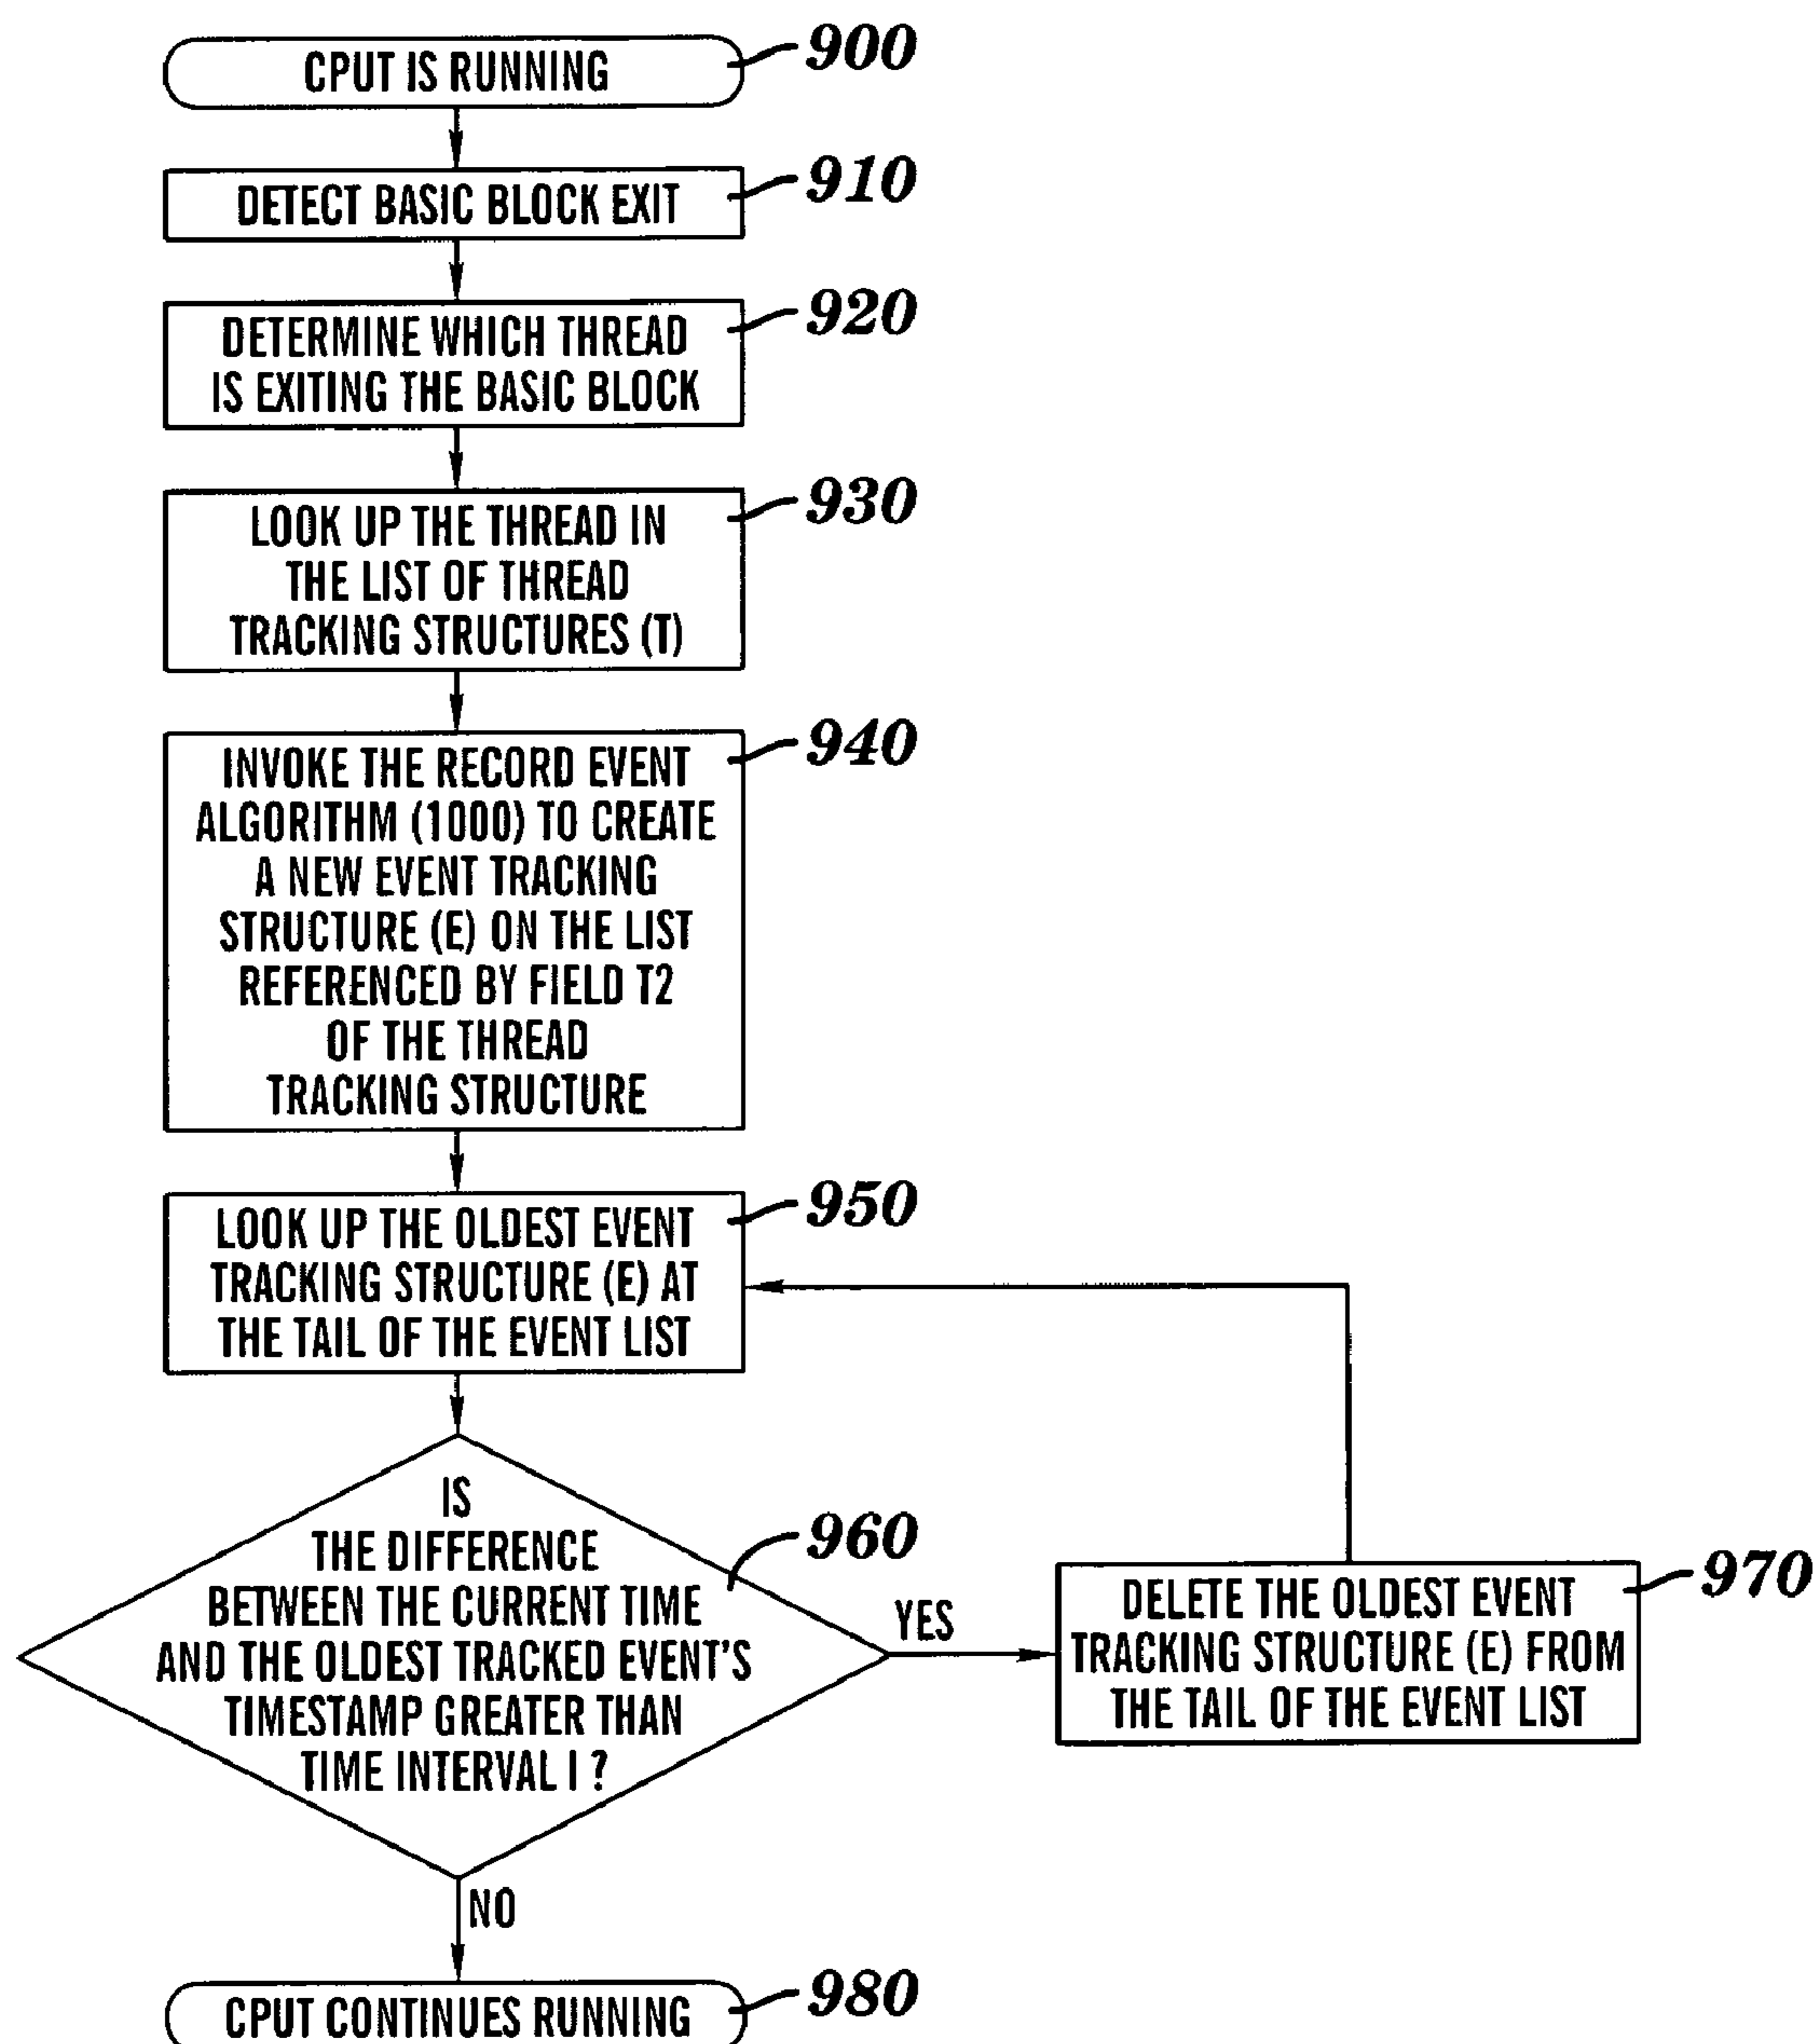 CPUT IS RUNNING
900
DETECT BASIC BLOCK EXIT
910
DETERMINE WHICH THREAD
IS EXITING THE BASIC BLOCK
920
LOOK UP THE THREAD IN
THE LIST OF THREAD
TRACKING STRUCTURES (T)
930
INVOKE THE RECORD EVENT
ALGORITHM (1000) TO CREATE
A NEW EVENT TRACKING
STRUCTURE (E) ON THE LIST
REFERENCED BY FIELD T2
OF THE THREAD
TRACKING STRUCTURE
940
LOOK UP THE OLDEST EVENT
TRACKING STRUCTURE (E) AT
THE TAIL OF THE EVENT LIST
950
IS
THE DIFFERENCE
BETWEEN THE CURRENT TIME
AND THE OLDEST TRACKED EVENT'S
TIMESTAMP GREATER THAN
TIME INTERVAL I ?
960
YES
DELETE THE OLDEST EVENT
TRACKING STRUCTURE (E) FROM
THE TAIL OF THE EVENT LIST
970
NO
CPUT CONTINUES RUNNING
980